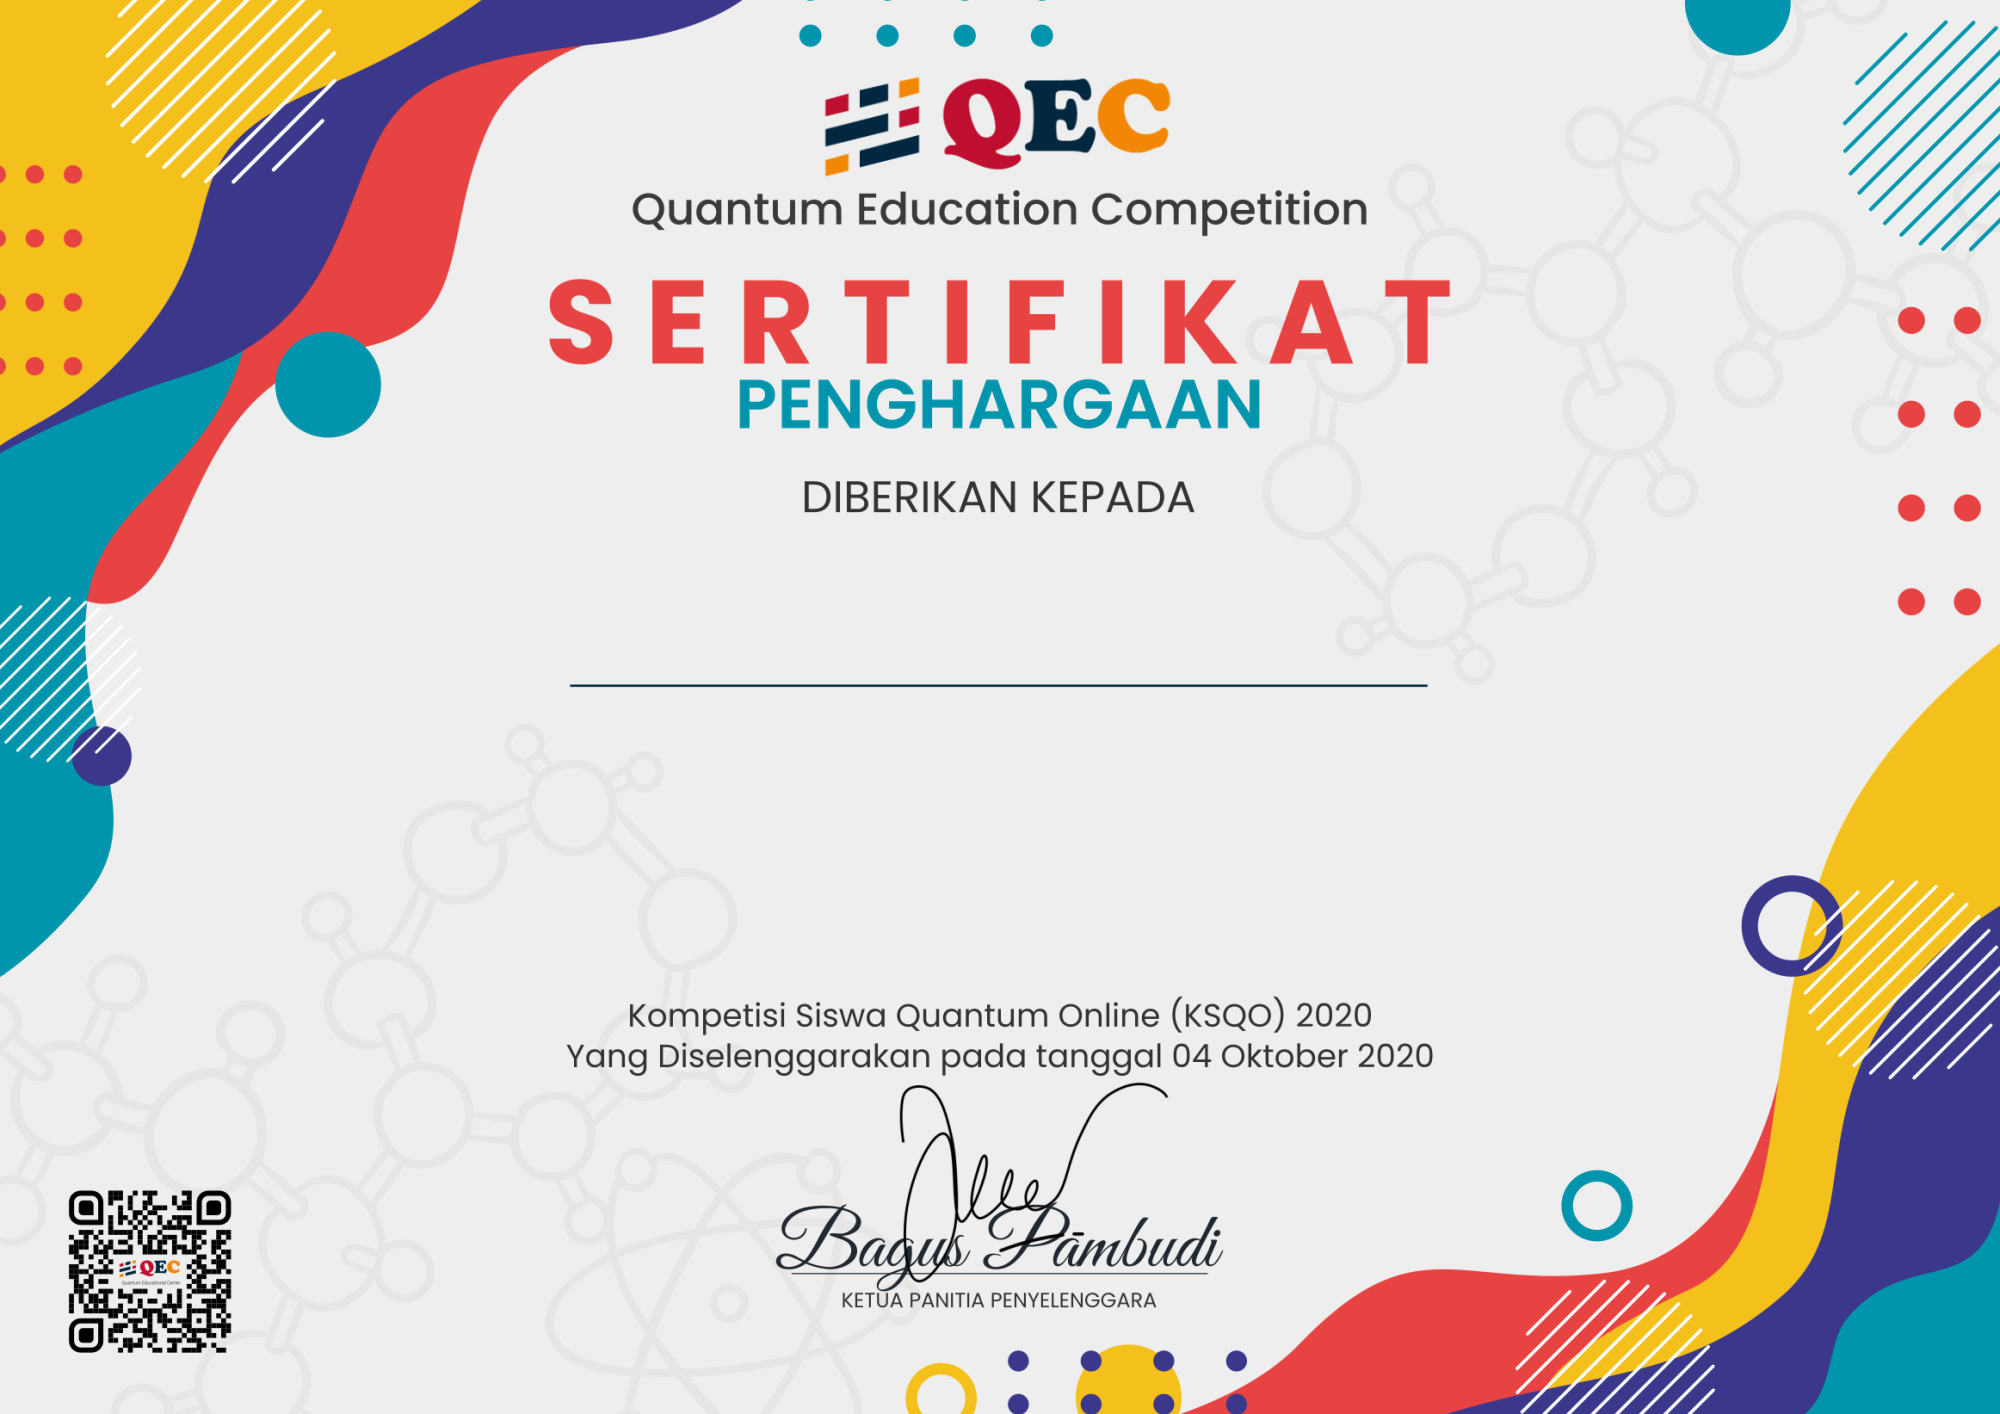 QEC
Quantum Education Competition
SERTIFIKAT
PENGHARGAAN
DIBERIKAN KEPADA
Kompetisi Siswa Quantum Online (KSQO) 2020
Yang Diselenggarakan pada tanggal 04 Oktober 2020
Bagus Pambudi
KETUA PANITIA PENYELENGGARA
QEC
Quantum Educational Center